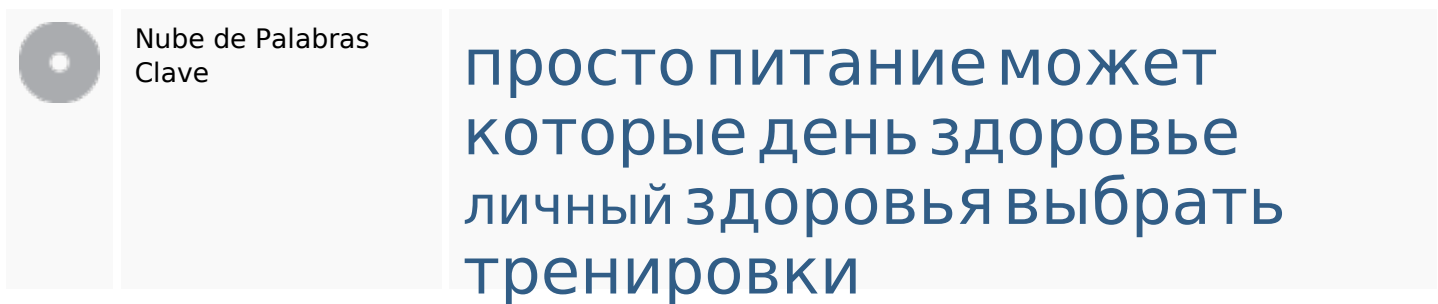 Nube de Palabras
Clave
просто питание может
которые день здоровье
личный здоровья выбрать
тренировки